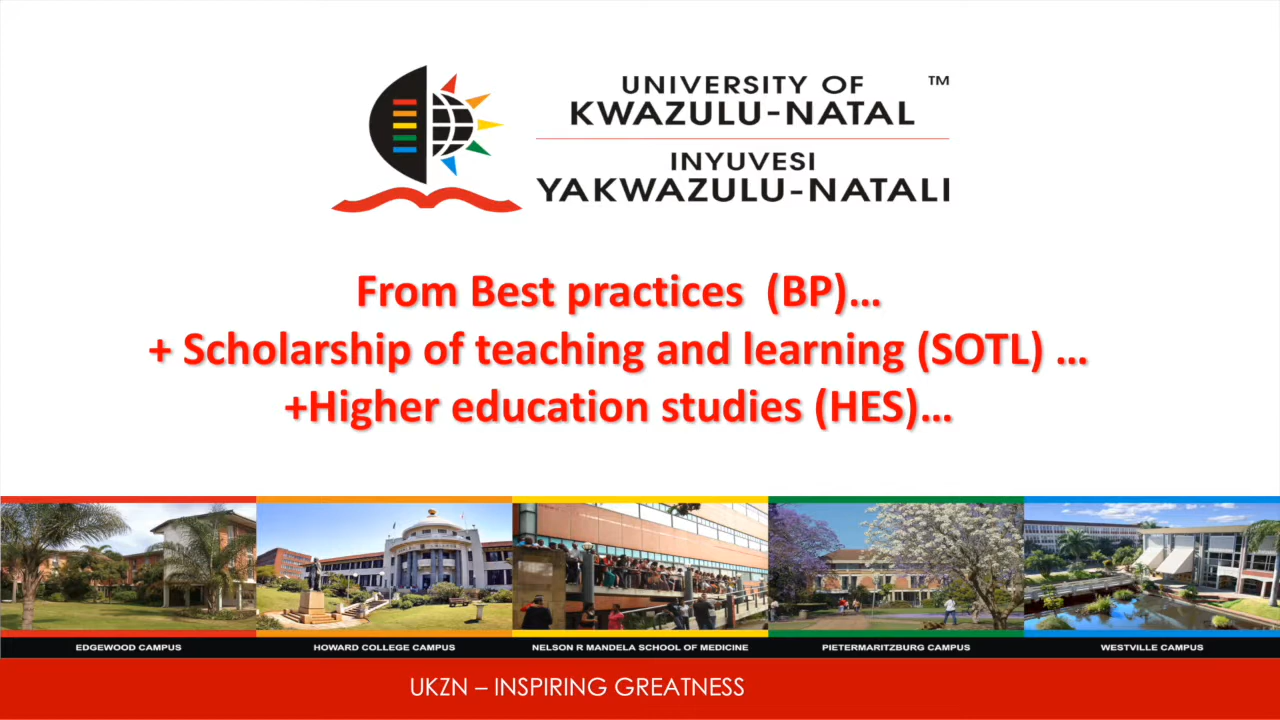 UNIVERSITY OF ™
KWAZULU-NATAL
INYUVESI
YAKWAZULU-NATALI
From Best practices  (BP)…
+ Scholarship of teaching and learning (SOTL) …
+Higher education studies (HES)…
EDGEWOOD CAMPUS
HOWARD COLLEGE CAMPUS
NELSON R MANDELA SCHOOL OF MEDICINE
PIETERMARITZBURG CAMPUS
WESTVILLE CAMPUS
UKZN – INSPIRING GREATNESS